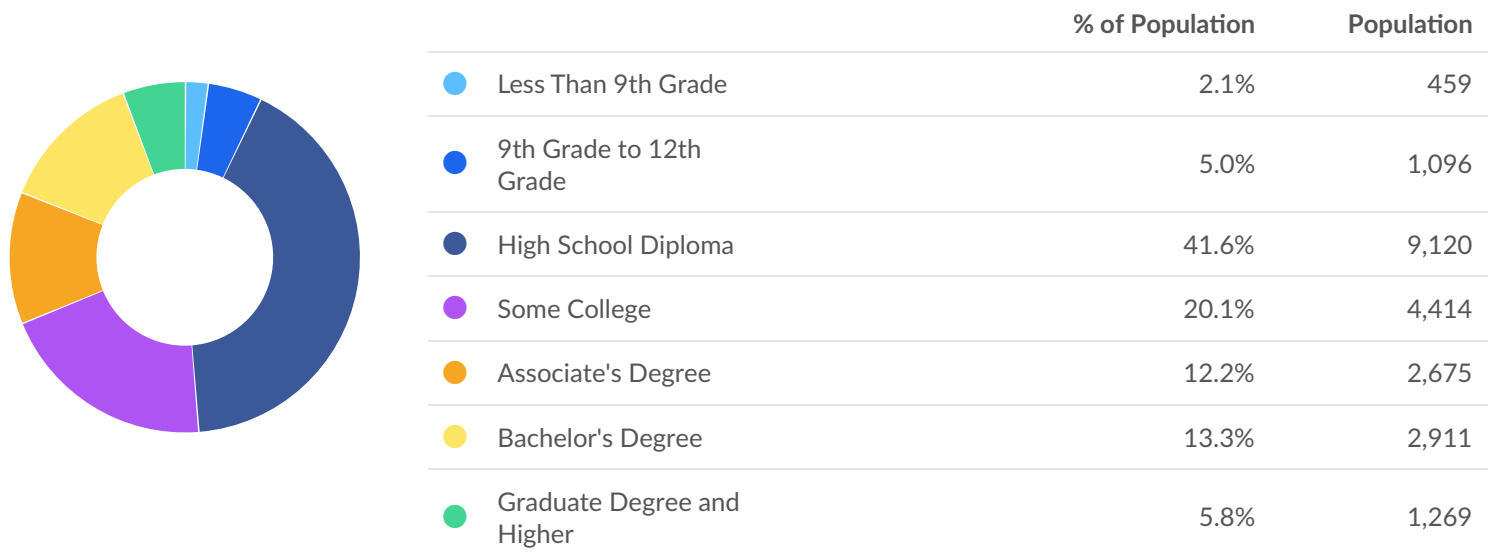 % of Population Population
Less Than 9th Grade 2.1% 459
9th Grade to 12th
Grade 5.0% 1,096
High School Diploma 41.6% 9,120
Some College 20.1% 4,414
Associate's Degree 12.2% 2,675
Bachelor's Degree 13.3% 2,911
Graduate Degree and
Higher 5.8% 1,269